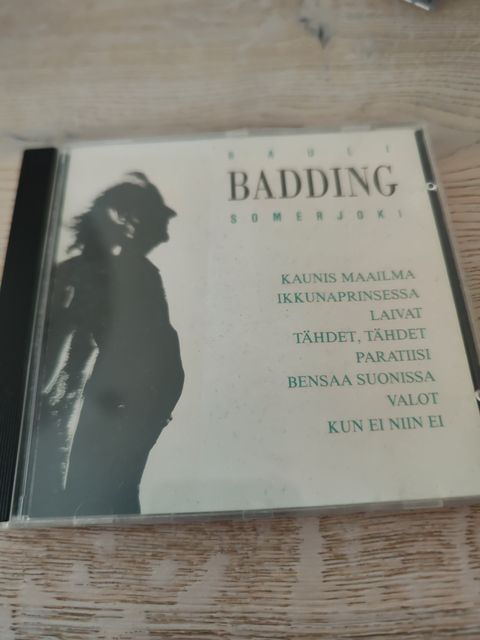 RAULI
BADDING
SOMERJOKI
KAUNIS MAAILMA
IKKUNAPRINSESSA
LAIVAT
TÄHDET, TÄHDET
PARATIISI
BENSAA SUONISSA
VALOT
KUN EI NIIN EI